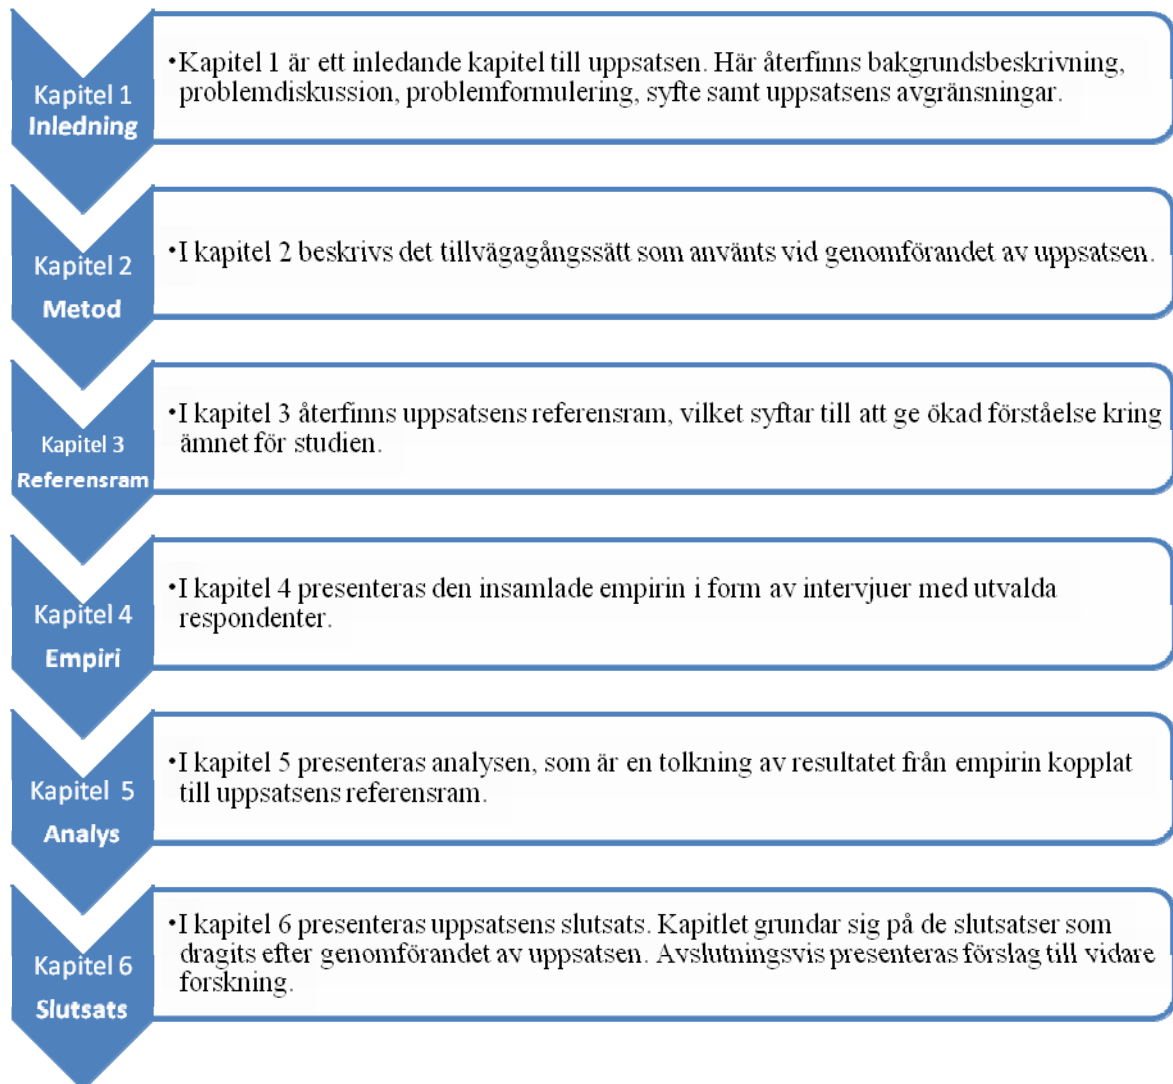 Kapitel 1
Inledning
•Kapitel 1 är ett inledande kapitel till uppsatsen. Här återfinns bakgrundsbeskrivning,
problemdiskussion, problemformulering, syfte samt uppsatsens avgränsningar.
Kapitel 2
Metod
•I kapitel 2 beskrivs det tillvägagångssätt som använts vid genomförandet av uppsatsen.
Kapitel 3
Referensram
•I kapitel 3 återfinns uppsatsens referensram, vilket syftar till att ge ökad förståelse kring
ämnet för studien.
Kapitel 4
Empiri
•I kapitel 4 presenteras den insamlade empirin i form av intervjuer med utvalda
respondenter.
Kapitel 5
Analys
•I kapitel 5 presenteras analysen, som är en tolkning av resultatet från empirin kopplat
till uppsatsens referensram.
Kapitel 6
Slutsats
•I kapitel 6 presenteras uppsatsens slutsats. Kapitlet grundar sig på de slutsatser som
dragits efter genomförandet av uppsatsen. Avslutningsvis presenteras förslag till vidare
forskning.